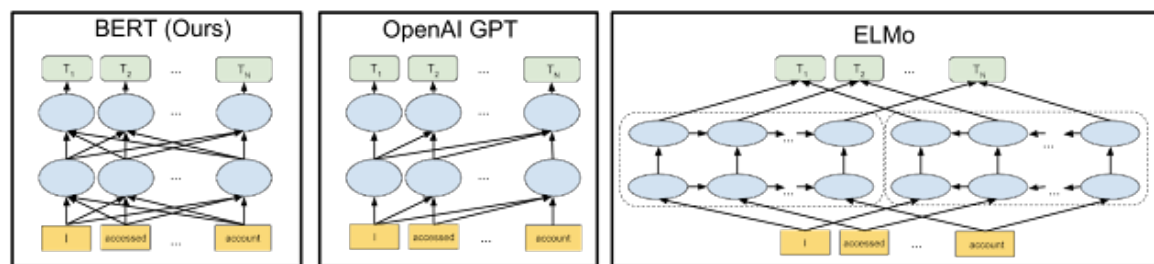 BERT (Ours)
T1 T2 ... TN
...
...
I accessed ... account
OpenAI GPT
T1 T2 ... TN
...
...
I accessed ... account
ELMo
T1 T2 ... TN
... ...
... ...
I accessed ... account